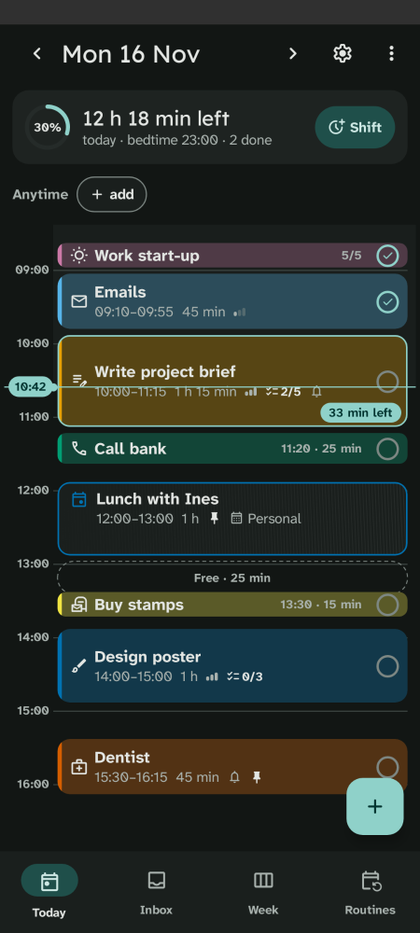 Mon 16 Nov
30%
12 h 18 min left
today · bedtime 23:00 · 2 done
Shift
Anytime
+ add
Work start-up
5/5
09:00
Emails
09:10–09:55 45 min
10:00
Write project brief
10:00–11:15 1 h 15 min 2/5
10:42
33 min left
11:00
Call bank
11:20 · 25 min
12:00
Lunch with Ines
12:00–13:00 1 h Personal
13:00
Free · 25 min
Buy stamps
13:30 · 15 min
14:00
Design poster
14:00–15:00 1 h 0/3
15:00
Dentist
15:30–16:15 45 min
16:00
+
Today
Inbox
Week
Routines